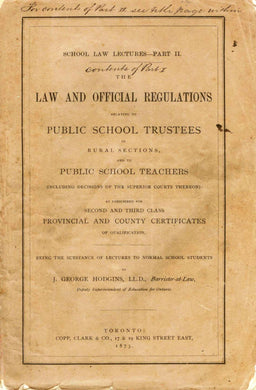 For contents of Part II see title page within
SCHOOL LAW LECTURES—PART II.
Contents of Part I
THE
LAW AND OFFICIAL REGULATIONS
RELATING TO
PUBLIC SCHOOL TRUSTEES
IN
RURAL SECTIONS,
AND TO
PUBLIC SCHOOL TEACHERS
(INCLUDING DECISIONS OF THE SUPERIOR COURTS THEREON)
AS PRESCRIBED FOR
SECOND AND THIRD CLASS
PROVINCIAL AND COUNTY CERTIFICATES
OF QUALIFICATION.
BEING THE SUBSTANCE OF LECTURES TO NORMAL SCHOOL STUDENTS
BY
J. GEORGE HODGINS, LL.D., Barrister-at-Law,
Deputy Superintendent of Education for Ontario.
TORONTO:
COPP, CLARK & CO., 17 & 19 KING STREET EAST,
1873.